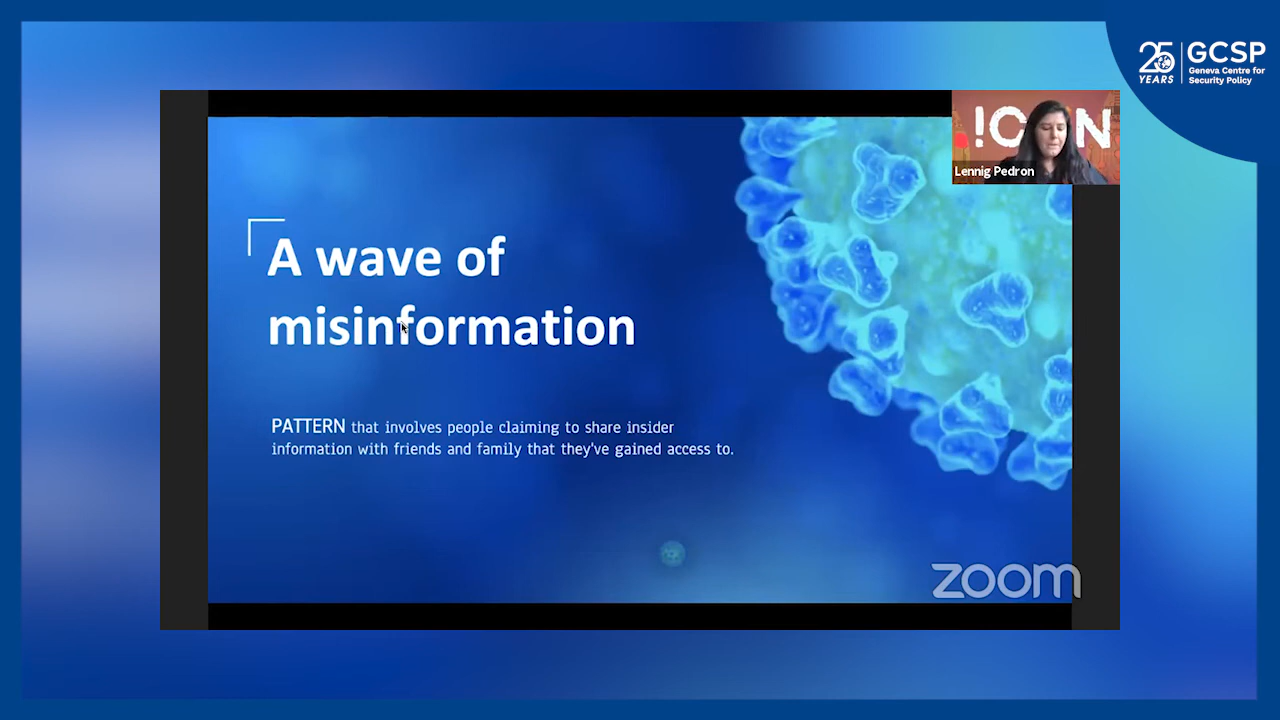 25
YEARS
GCSP
Geneva Centre for
Security Policy
Lennig Pedron
A wave of
misinformation
PATTERN that involves people claiming to share insider
information with friends and family that they've gained access to.
zoom